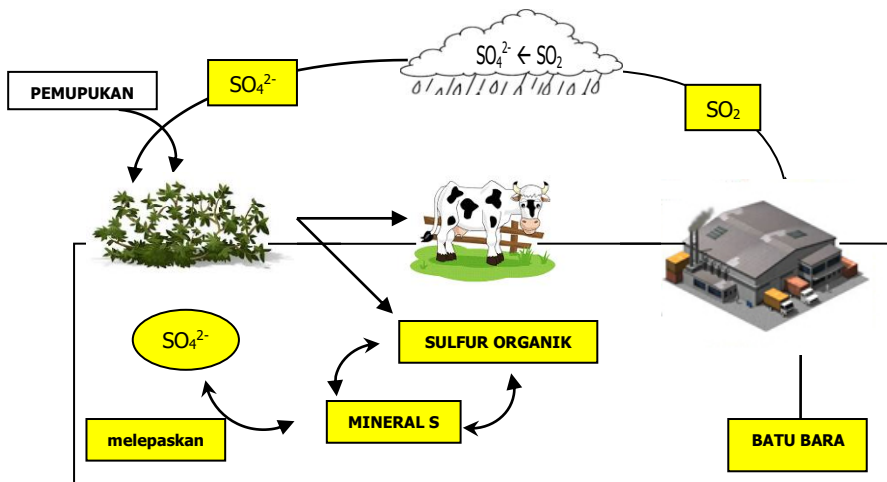 SO₄²⁻ ← SO₂
SO₄²⁻
PEMUPUKAN
SO₂
SO₄²⁻
SULFUR ORGANIK
MINERAL S
melepaskan
BATU BARA